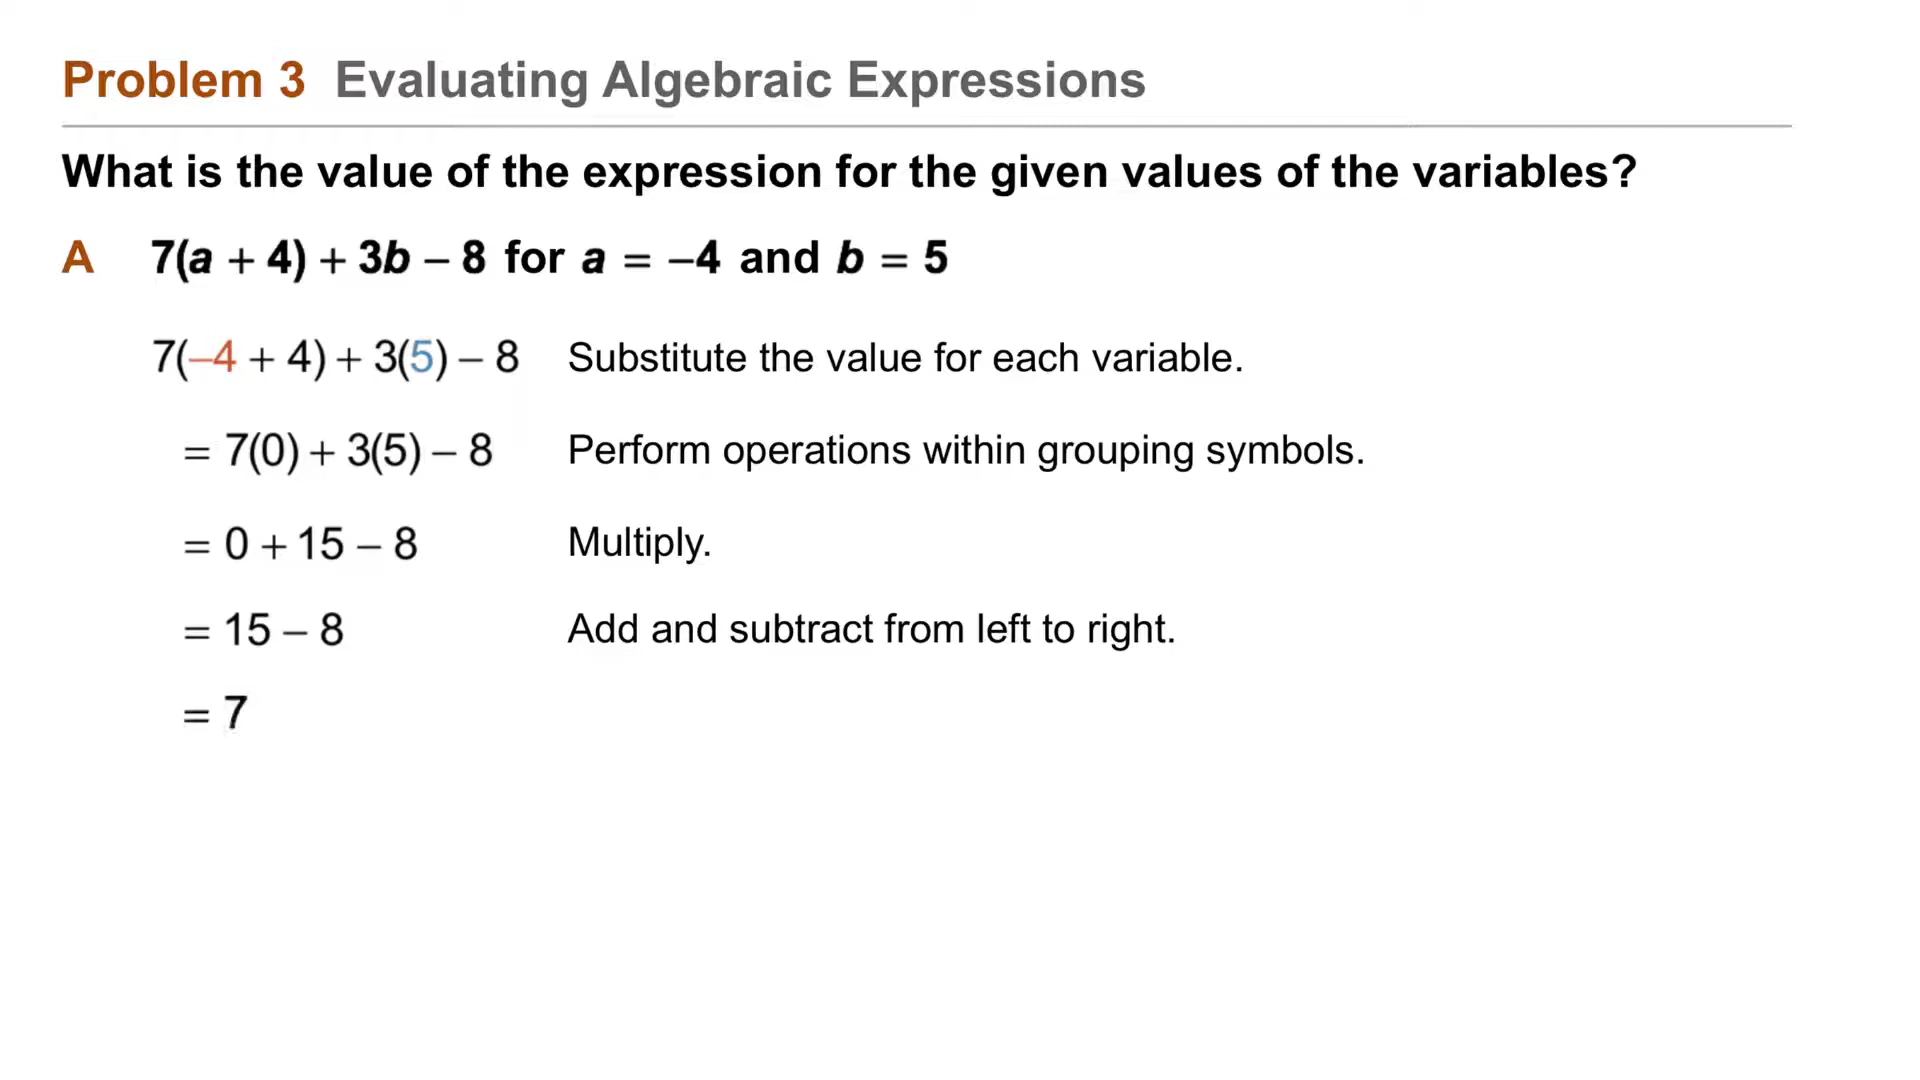 Problem 3 Evaluating Algebraic Expressions
What is the value of the expression for the given values of the variables?
A 7(a + 4) + 3b – 8 for a = –4 and b = 5
7(–4 + 4) + 3(5) – 8 Substitute the value for each variable.
= 7(0) + 3(5) – 8 Perform operations within grouping symbols.
= 0 + 15 – 8 Multiply.
= 15 – 8 Add and subtract from left to right.
= 7